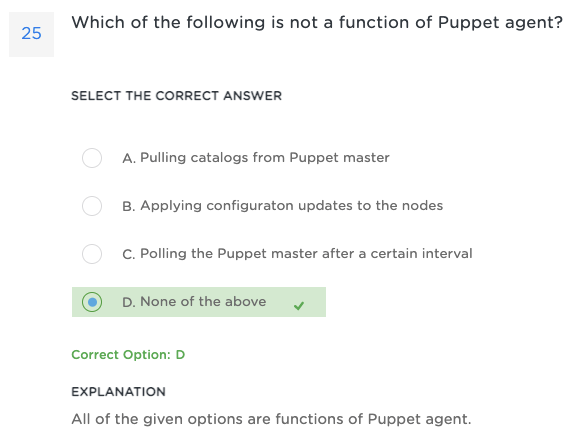 25
Which of the following is not a function of Puppet agent?
SELECT THE CORRECT ANSWER
A. Pulling catalogs from Puppet master
B. Applying configuraton updates to the nodes
C. Polling the Puppet master after a certain interval
D. None of the above
Correct Option: D
EXPLANATION
All of the given options are functions of Puppet agent.